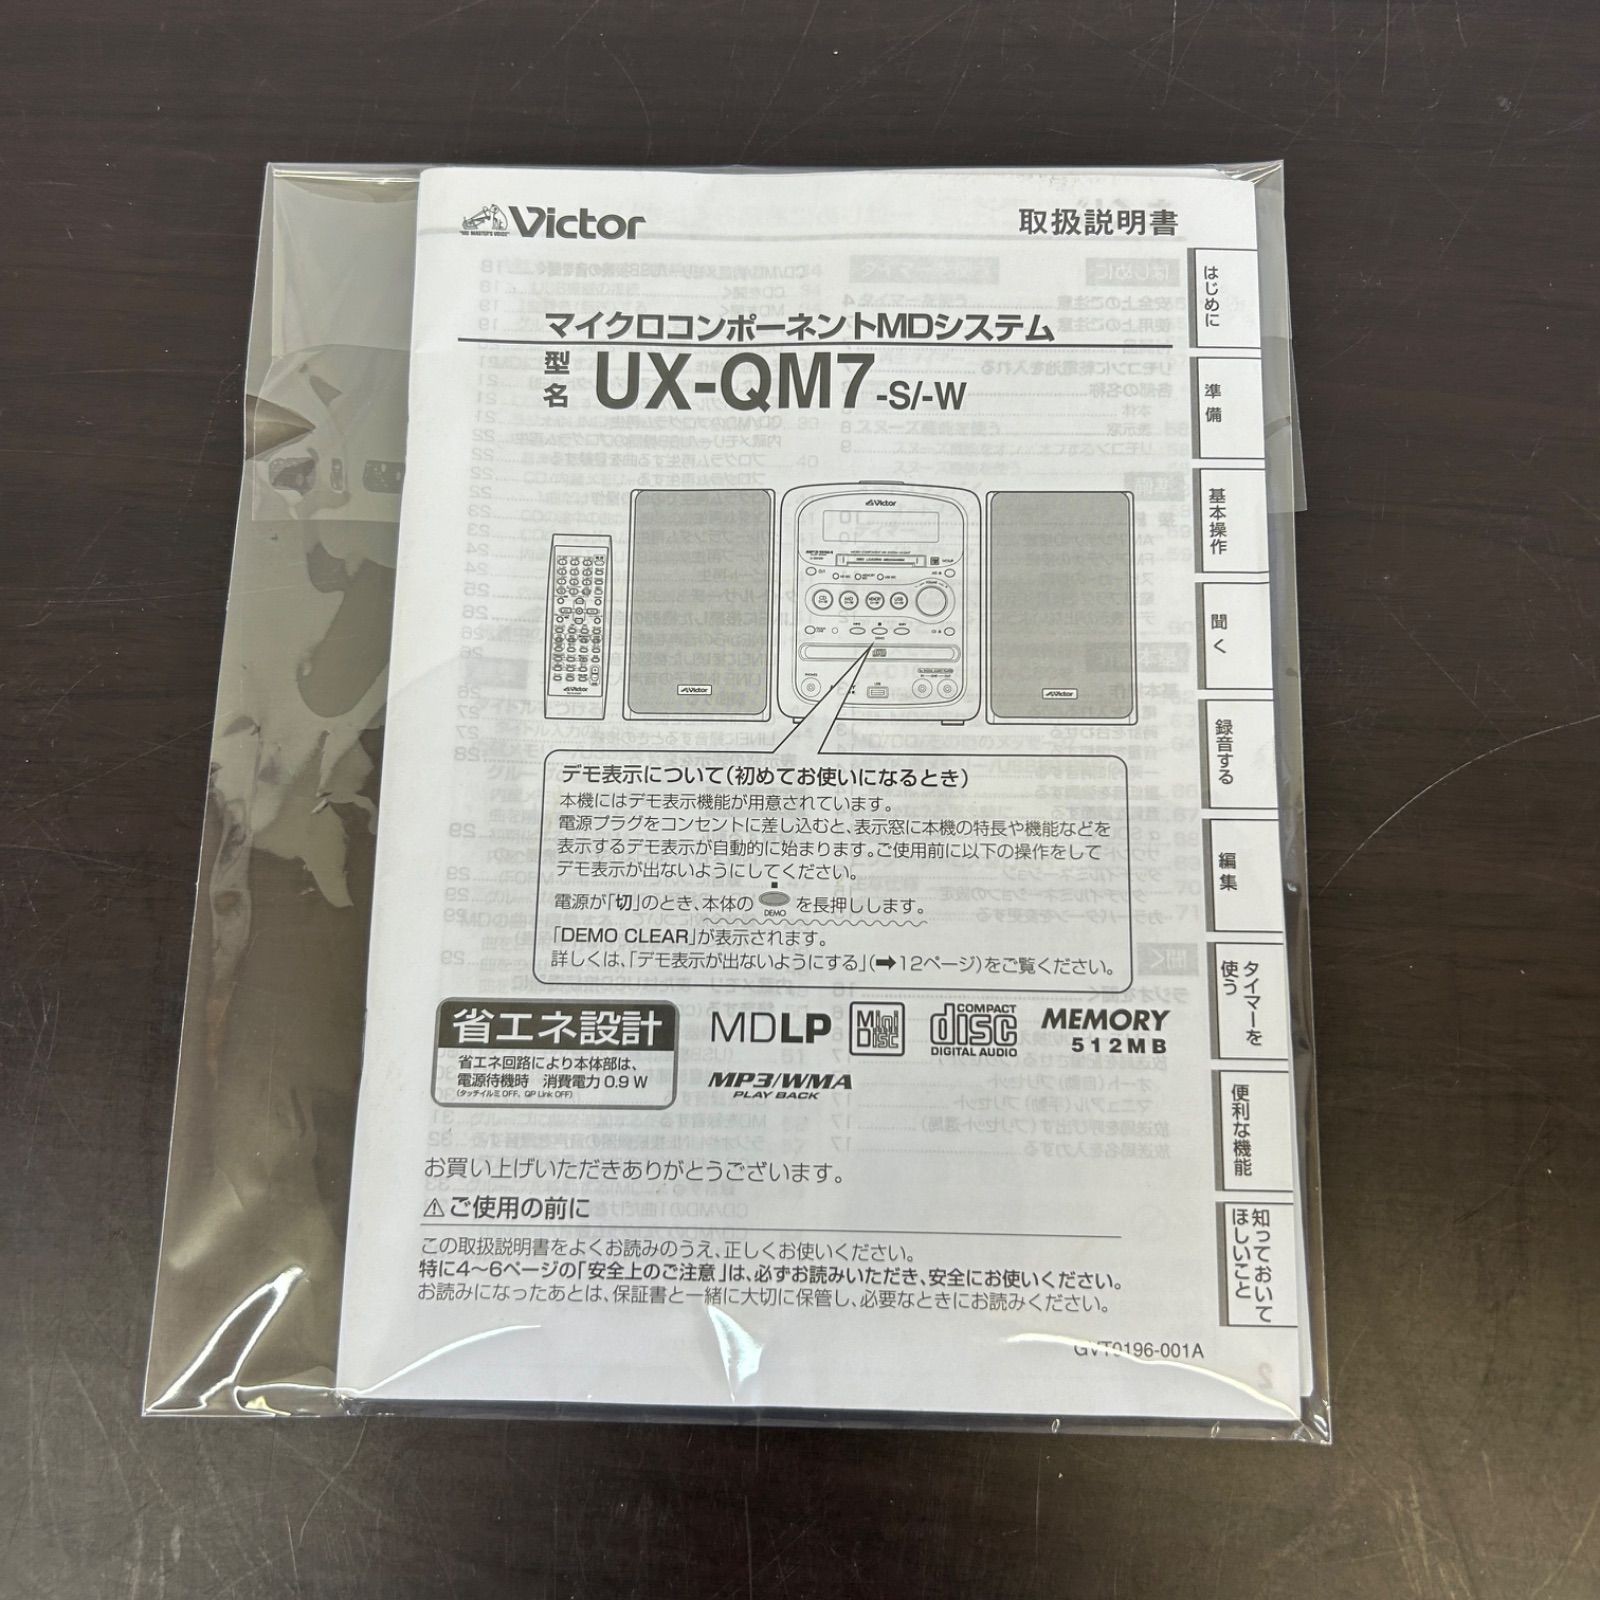 "HIS MASTER'S VOICE"
Victor
取扱説明書
マイクロコンポーネントMDシステム
型名 UX-QM7-S/-W
Victor
Victor
Victor
Victor
デモ表示について(初めてお使いになるとき)
本機にはデモ表示機能が用意されています。
電源プラグをコンセントに差し込むと、表示窓に本機の特長や機能などを
表示するデモ表示が自動的に始まります。ご使用前に以下の操作をして
デモ表示が出ないようにしてください。
電源が「切」のとき、本体の ■ DEMO を長押しします。
「DEMO CLEAR」が表示されます。
詳しくは、「デモ表示が出ないようにする」(➡12ページ)をご覧ください。
省エネ設計
省エネ回路により本体部は、
電源待機時 消費電力 0.9 W
(タッチイルミ OFF、QP Link OFF)
MDLP
Mini Disc
COMPACT disc DIGITAL AUDIO
MEMORY
512MB
MP3/WMA
PLAY BACK
お買い上げいただきありがとうございます。
⚠ご使用の前に
この取扱説明書をよくお読みのうえ、正しくお使いください。
特に4〜6ページの「安全上のご注意」は、必ずお読みいただき、安全にお使いください。
お読みになったあとは、保証書と一緒に大切に保管し、必要なときにお読みください。
GVT0196-001A
はじめに
準備
基本操作
聞く
録音する
編集
タイマーを使う
便利な機能
知っておいてほしいこと